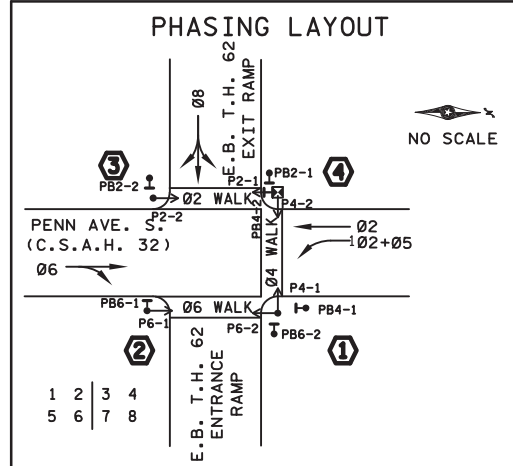 PHASING LAYOUT
Ø8
E.B. T.H. 62
EXIT RAMP
NO SCALE
3
4
PB2-2
PB2-1
P2-1
Ø2 WALK
P2-2
PB4-2
P4-2
PENN AVE. S.
(C.S.A.H. 32)
Ø2
1Ø2+Ø5
Ø4 WALK
Ø6
PB6-1
P4-1
Ø6 WALK
PB4-1
P6-1
P6-2
PB6-2
2
1
E.B. T.H. 62
ENTRANCE
RAMP
1 2 3 4
5 6 7 8